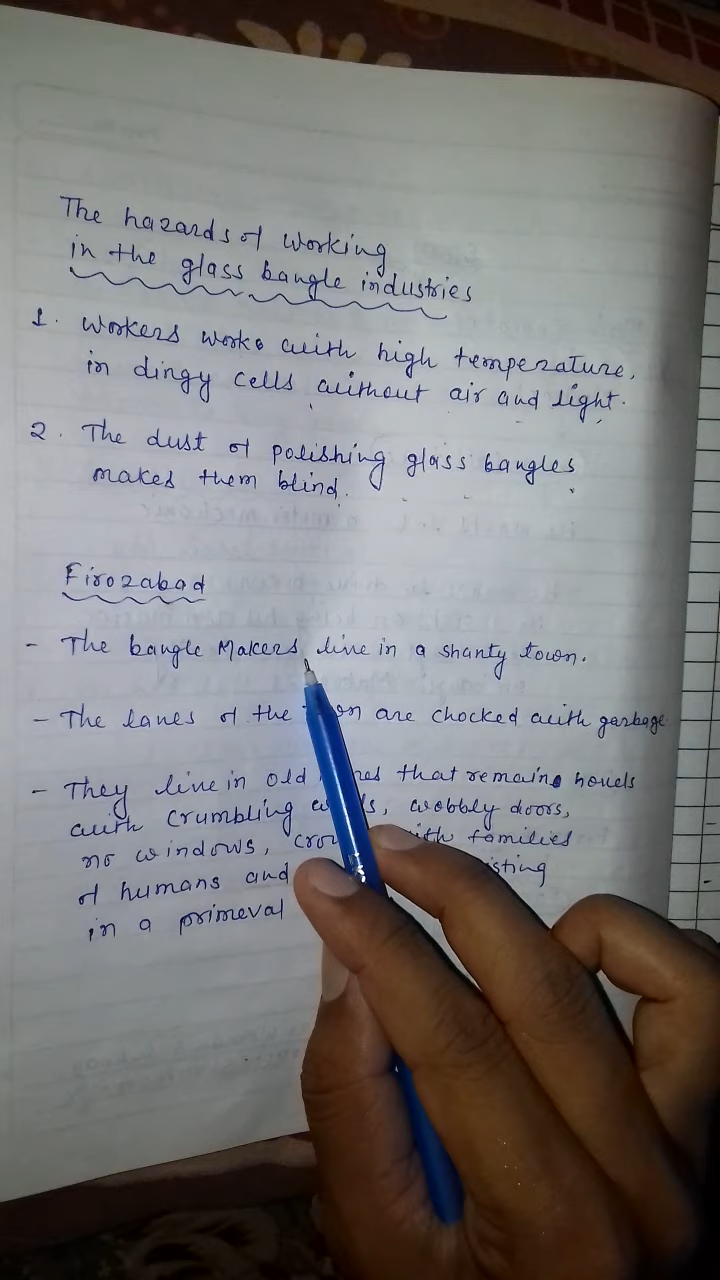 The hazards of working
in the glass bangle industries
1. workers works with high temperature,
in dingy cells without air and light.
2. The dust of polishing glass bangles
makes them blind.
Firozabad
- The bangle Makers live in a shanty town.
- The lanes of the are chocked with garbage
- They live in old that remains hovels
with crumbling wobbly doors,
no windows, with families
of humans and
in a primeval